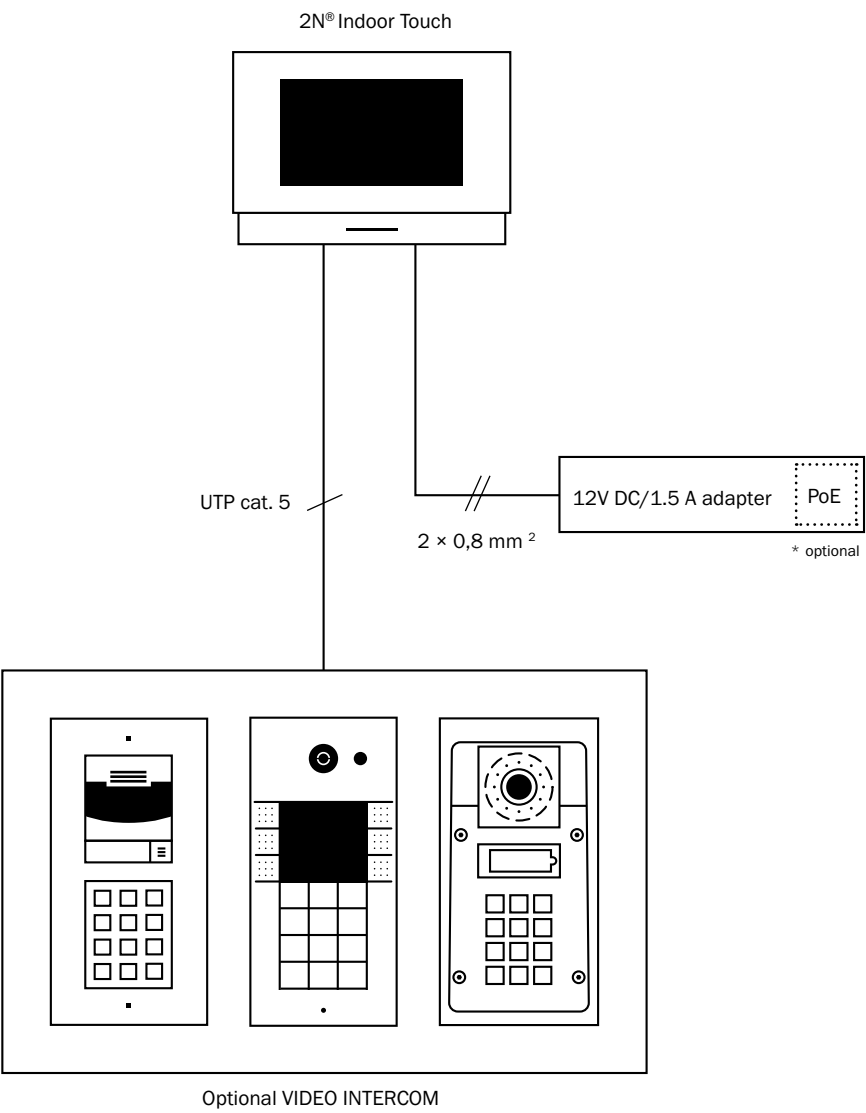 2N® Indoor Touch
UTP cat. 5
12V DC/1.5 A adapter
PoE
2 × 0,8 mm ²
* optional
Optional VIDEO INTERCOM